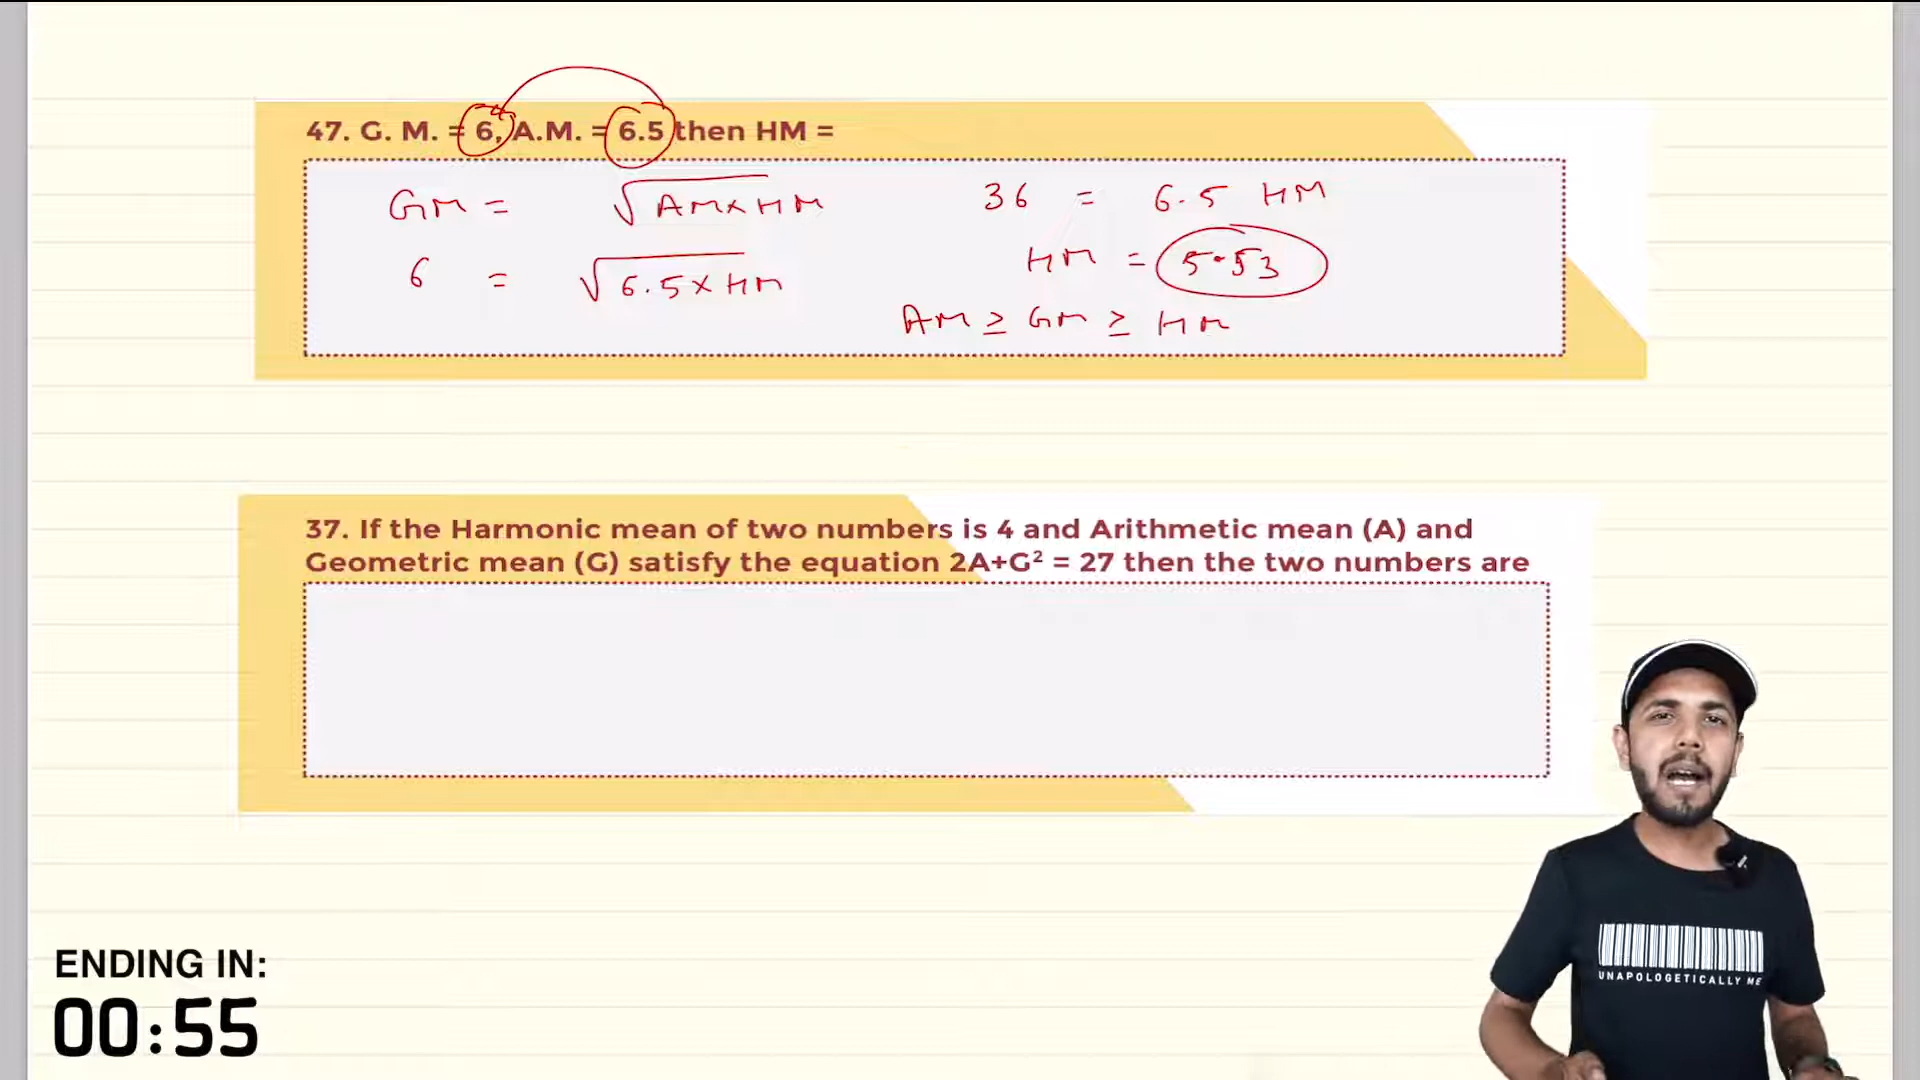 47. G. M. = 6, A.M. = 6.5 then HM =
GM = √AM×HM
6 = √6.5×HM
36 = 6.5 HM
HM = 5.53
AM ≥ GM ≥ HM
37. If the Harmonic mean of two numbers is 4 and Arithmetic mean (A) and
Geometric mean (G) satisfy the equation 2A+G² = 27 then the two numbers are
ENDING IN:
00:55
UNAPOLOGETICALLY ME